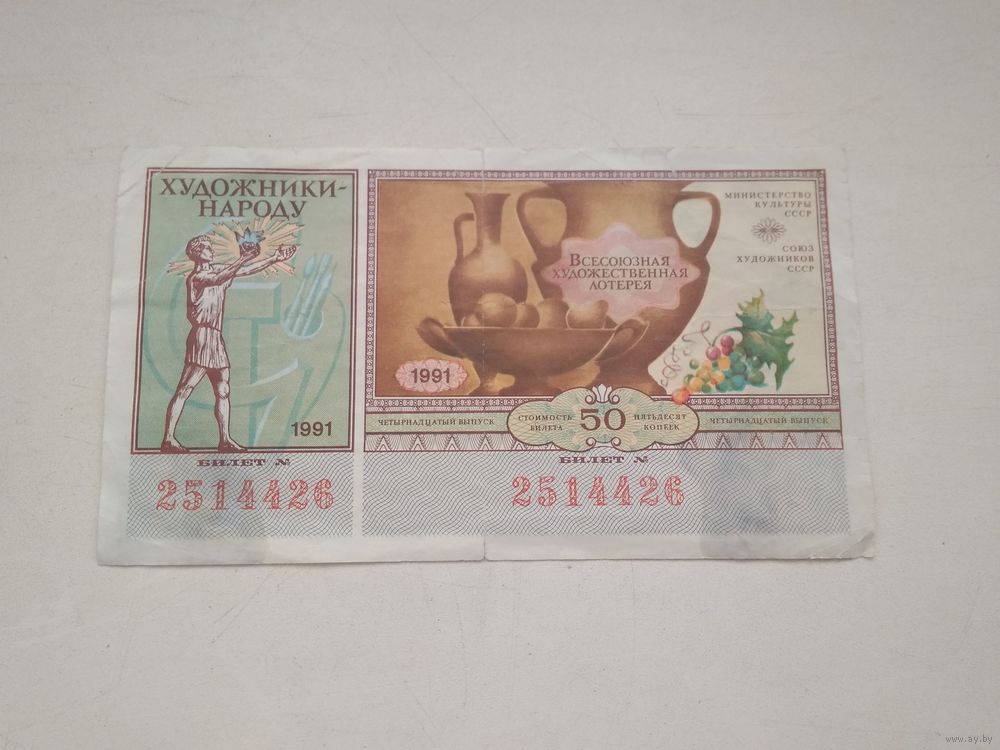 ХУДОЖНИКИ-
НАРОДУ
1991
БИЛЕТ №
2514426
ВСЕСОЮЗНАЯ
ХУДОЖЕСТВЕННАЯ
ЛОТЕРЕЯ
МИНИСТЕРСТВО
КУЛЬТУРЫ
СССР
СОЮЗ
ХУДОЖНИКОВ
СССР
1991
ЧЕТЫРНАДЦАТЫЙ ВЫПУСК
СТОИМОСТЬ
БИЛЕТА
50
ПЯТЬДЕСЯТ
КОПЕЕК
ЧЕТЫРНАДЦАТЫЙ ВЫПУСК
БИЛЕТ №
2514426
www.ay.by